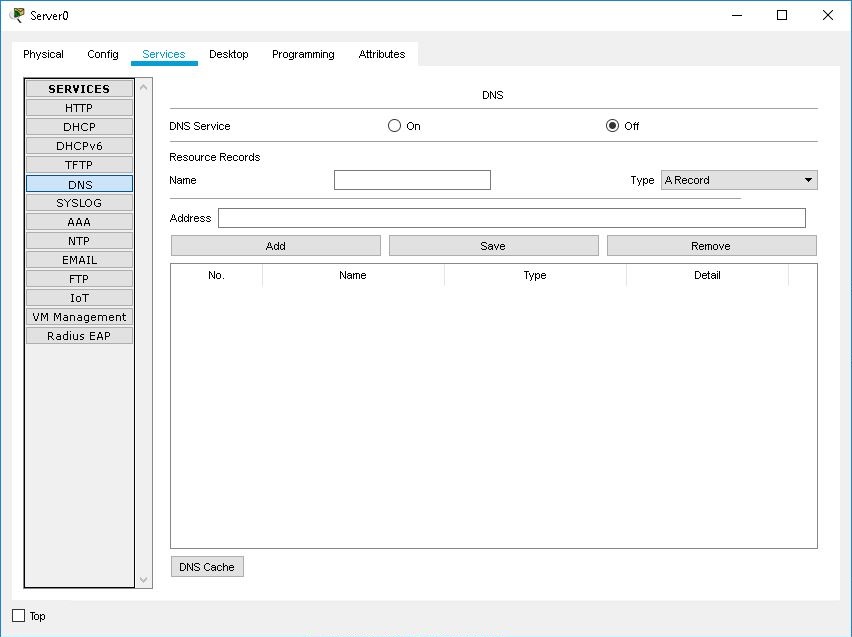 Server0
Physical Config Services Desktop Programming Attributes
SERVICES
HTTP
DHCP
DHCPv6
TFTP
DNS
SYSLOG
AAA
NTP
EMAIL
FTP
IoT
VM Management
Radius EAP
DNS
DNS Service On Off
Resource Records
Name Type A Record
Address
Add Save Remove
No. Name Type Detail
DNS Cache
Top